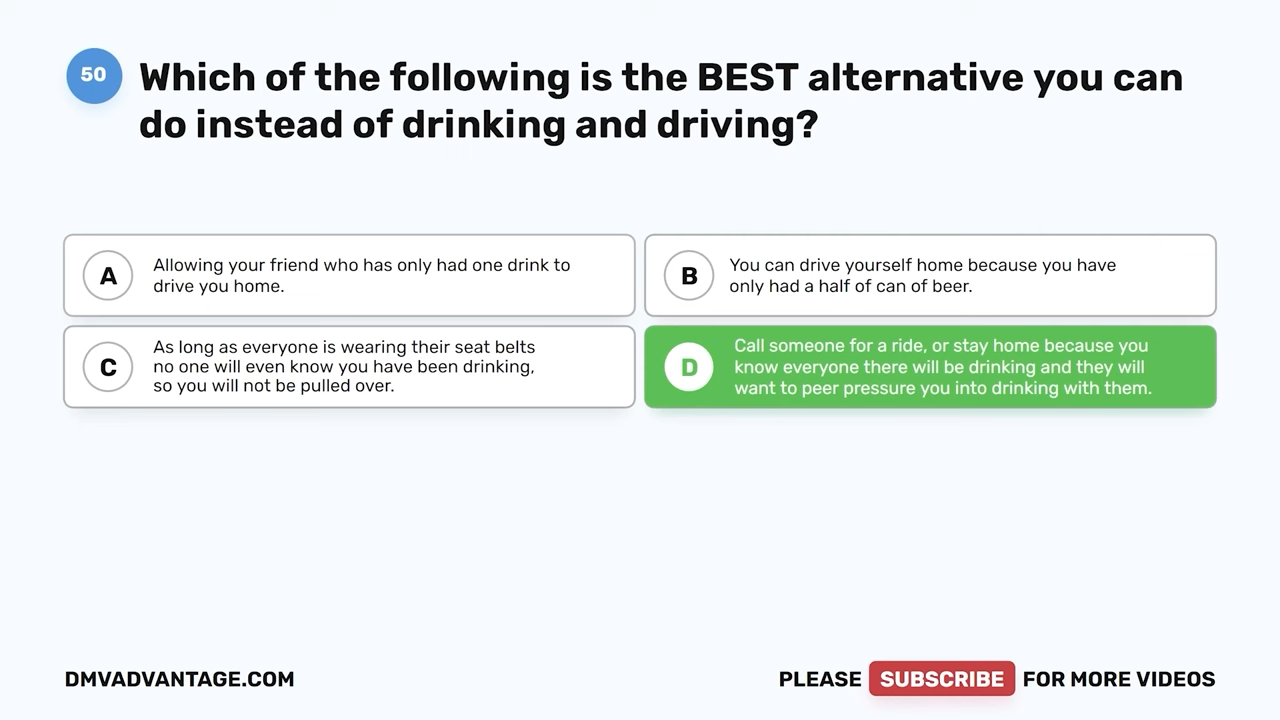 50
Which of the following is the BEST alternative you can
do instead of drinking and driving?
A
Allowing your friend who has only had one drink to
drive you home.
B
You can drive yourself home because you have
only had a half of can of beer.
C
As long as everyone is wearing their seat belts
no one will even know you have been drinking,
so you will not be pulled over.
D
Call someone for a ride, or stay home because you
know everyone there will be drinking and they will
want to peer pressure you into drinking with them.
DMVADVANTAGE.COM
PLEASE SUBSCRIBE FOR MORE VIDEOS